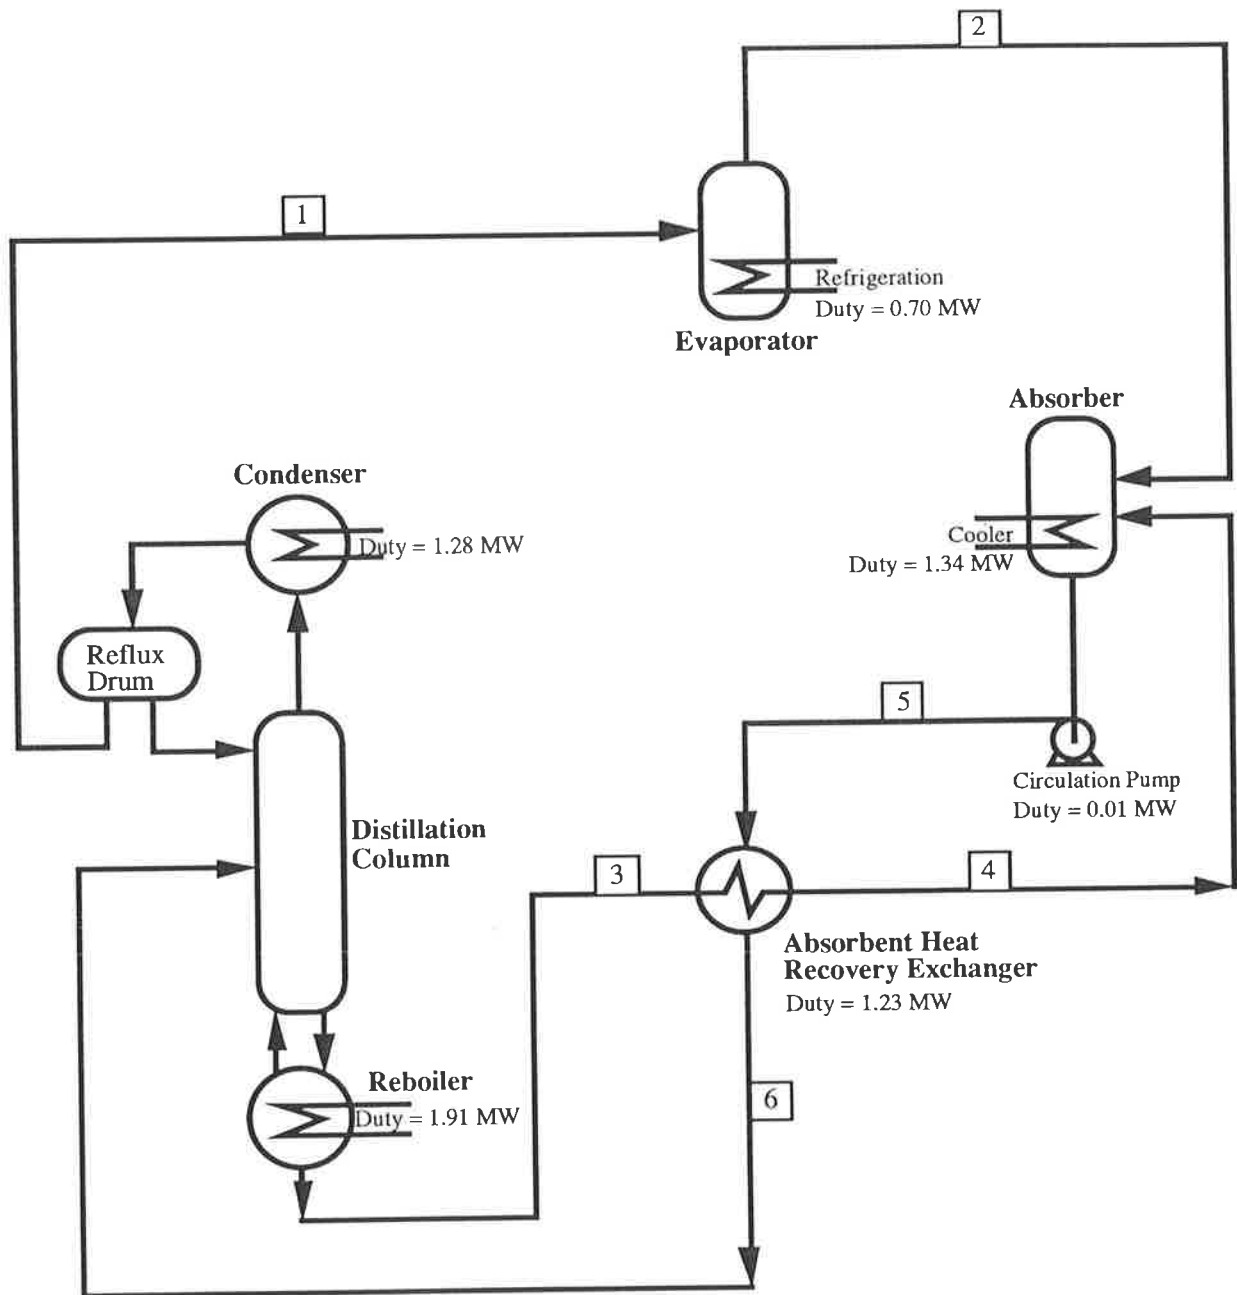 2
1
Refrigeration
Duty = 0.70 MW
Evaporator
Absorber
Condenser
Duty = 1.28 MW
Cooler
Duty = 1.34 MW
Reflux
Drum
5
Circulation Pump
Duty = 0.01 MW
Distillation
Column
3
4
Absorbent Heat
Recovery Exchanger
Duty = 1.23 MW
Reboiler
Duty = 1.91 MW
6